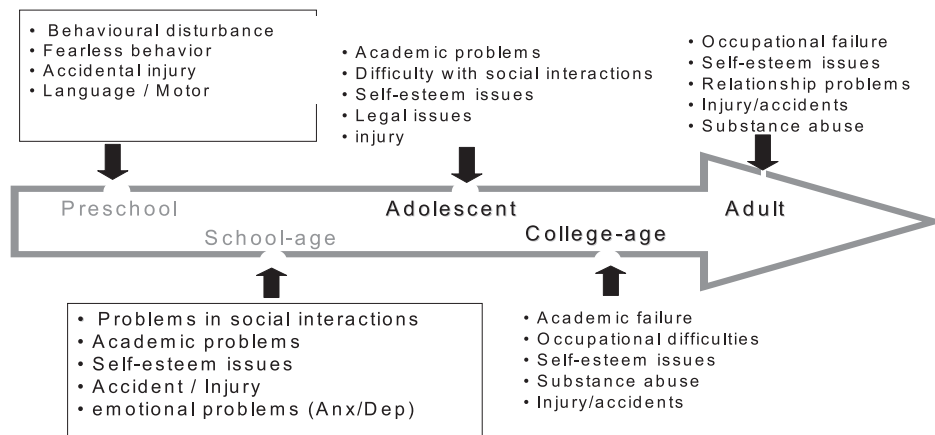 • Behavioural disturbance
• Fearless behavior
• Accidental injury
• Language / Motor
• Academic problems
• Difficulty with social interactions
• Self-esteem issues
• Legal issues
• injury
• Occupational failure
• Self-esteem issues
• Relationship problems
• Injury/accidents
• Substance abuse
Preschool
School-age
Adolescent
College-age
Adult
• Problems in social interactions
• Academic problems
• Self-esteem issues
• Accident / Injury
• emotional problems (Anx/Dep)
• Academic failure
• Occupational difficulties
• Self-esteem issues
• Substance abuse
• Injury/accidents